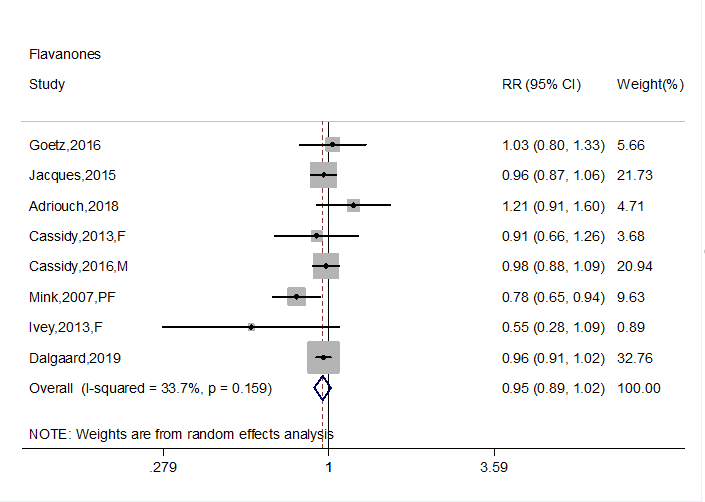 Flavanones
Study RR (95% CI) Weight(%)
Goetz,2016 1.03 (0.80, 1.33) 5.66
Jacques,2015 0.96 (0.87, 1.06) 21.73
Adriouch,2018 1.21 (0.91, 1.60) 4.71
Cassidy,2013,F 0.91 (0.66, 1.26) 3.68
Cassidy,2016,M 0.98 (0.88, 1.09) 20.94
Mink,2007,PF 0.78 (0.65, 0.94) 9.63
Ivey,2013,F 0.55 (0.28, 1.09) 0.89
Dalgaard,2019 0.96 (0.91, 1.02) 32.76
Overall (I-squared = 33.7%, p = 0.159) 0.95 (0.89, 1.02) 100.00
NOTE: Weights are from random effects analysis
.279 1 3.59